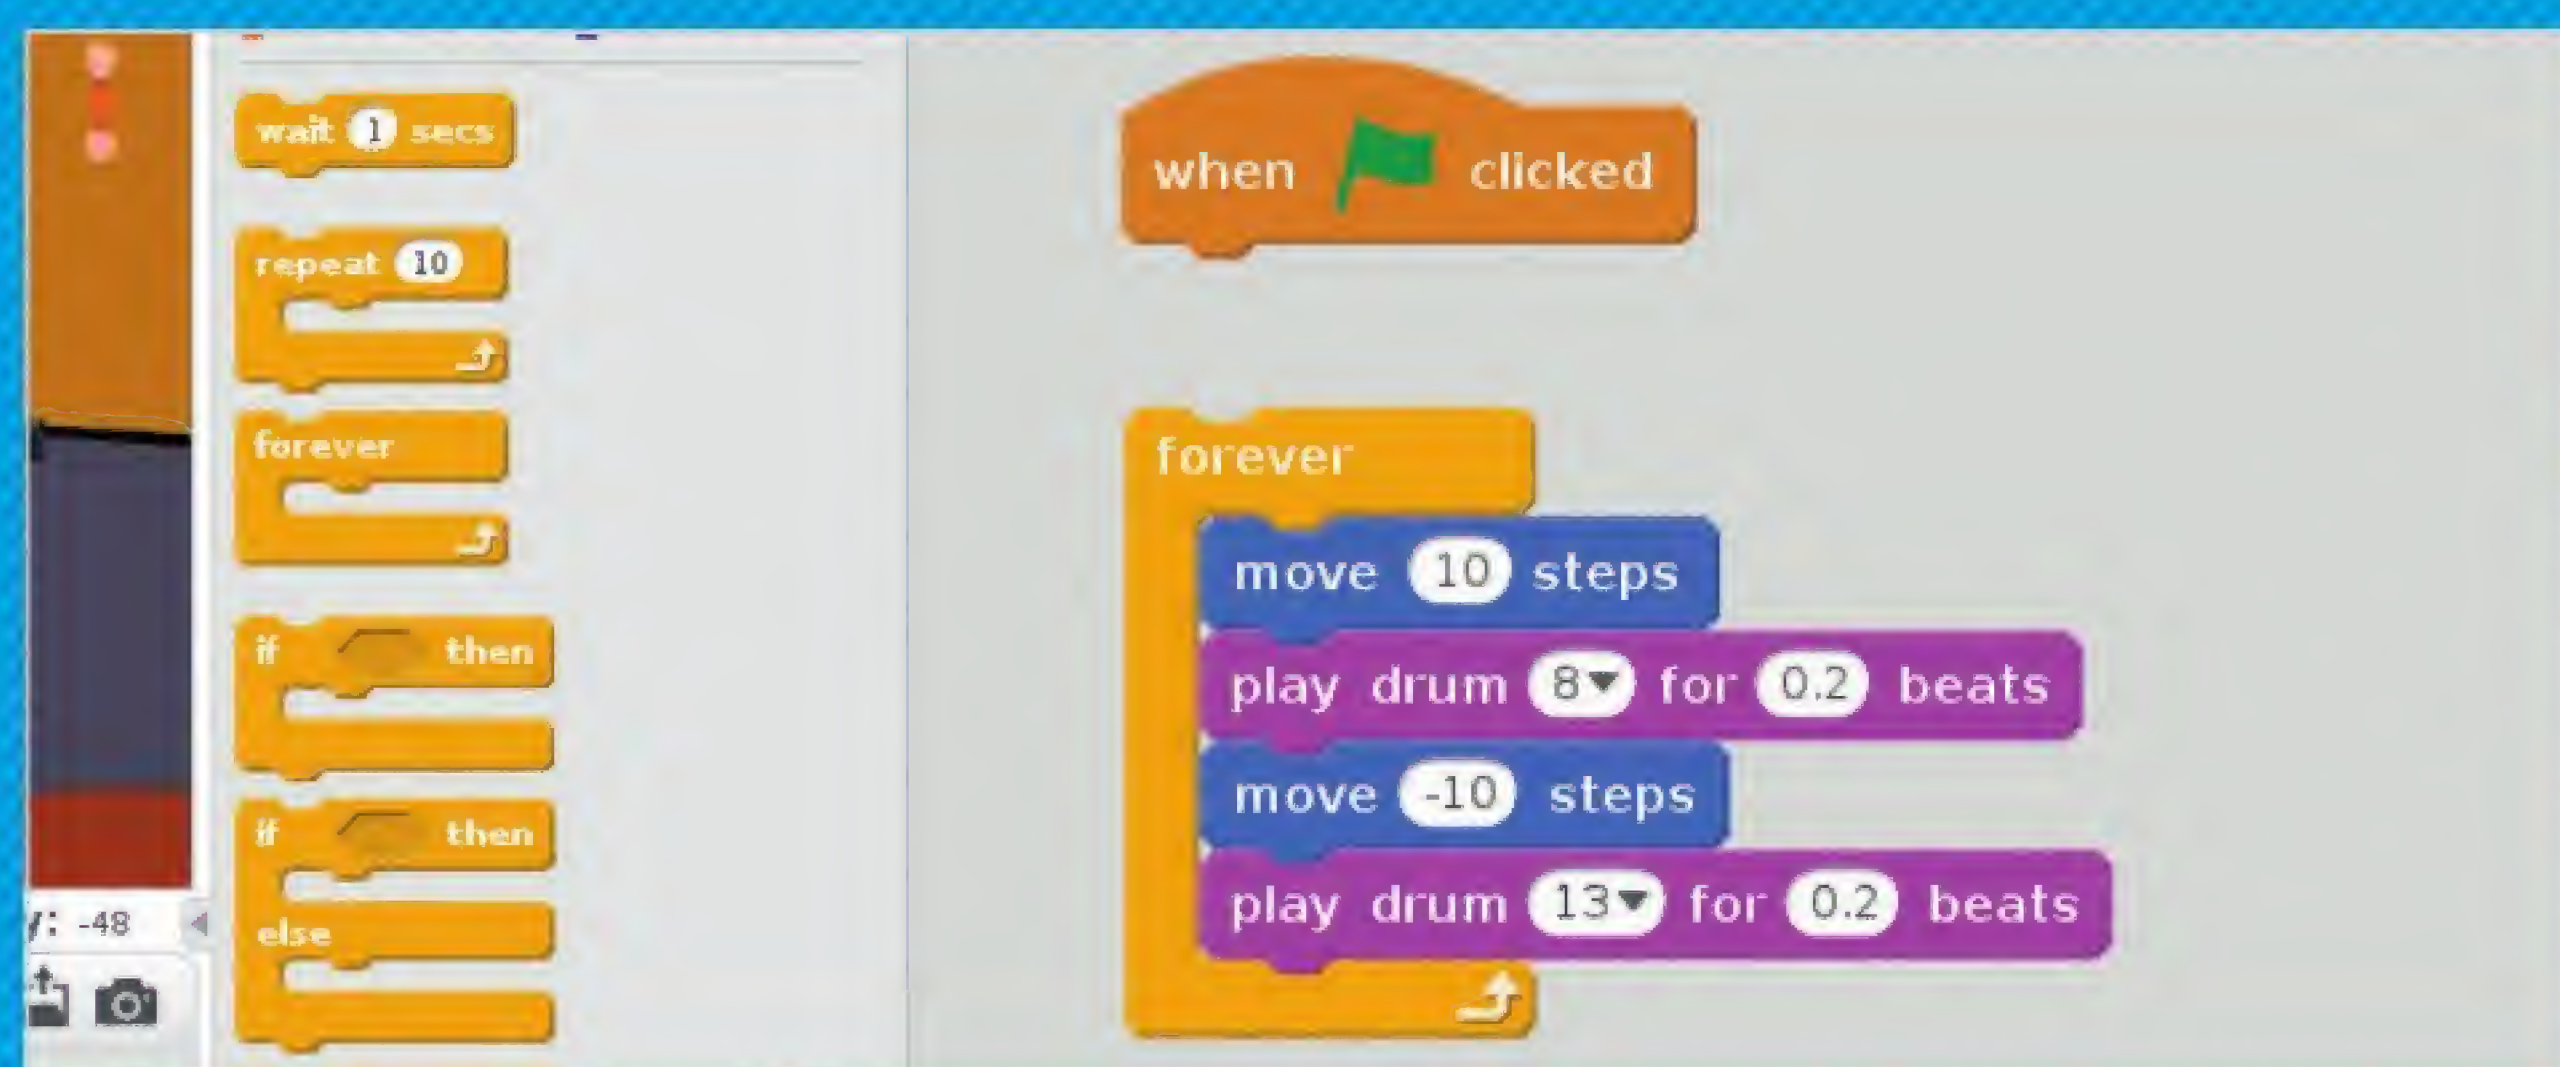 wait 1 secs
repeat 10
forever
if then
if then
else
y: -48
when clicked
forever
move 10 steps
play drum 8 for 0.2 beats
move -10 steps
play drum 13 for 0.2 beats